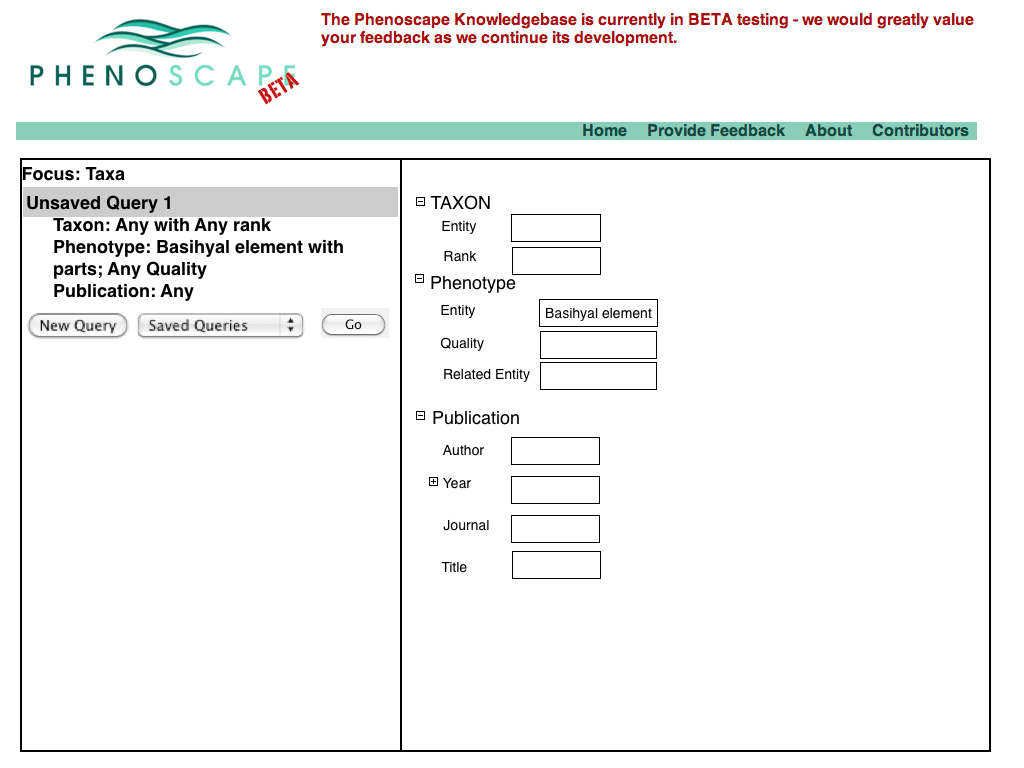 The Phenoscape Knowledgebase is currently in BETA testing - we would greatly value
your feedback as we continue its development.
PHENOSCAPE
BETA
Home Provide Feedback About Contributors
Focus: Taxa
Unsaved Query 1
Taxon: Any with Any rank
Phenotype: Basihyal element with
parts; Any Quality
Publication: Any
New Query Saved Queries Go
TAXON
Entity
Rank
Phenotype
Entity Basihyal element
Quality
Related Entity
Publication
Author
Year
Journal
Title